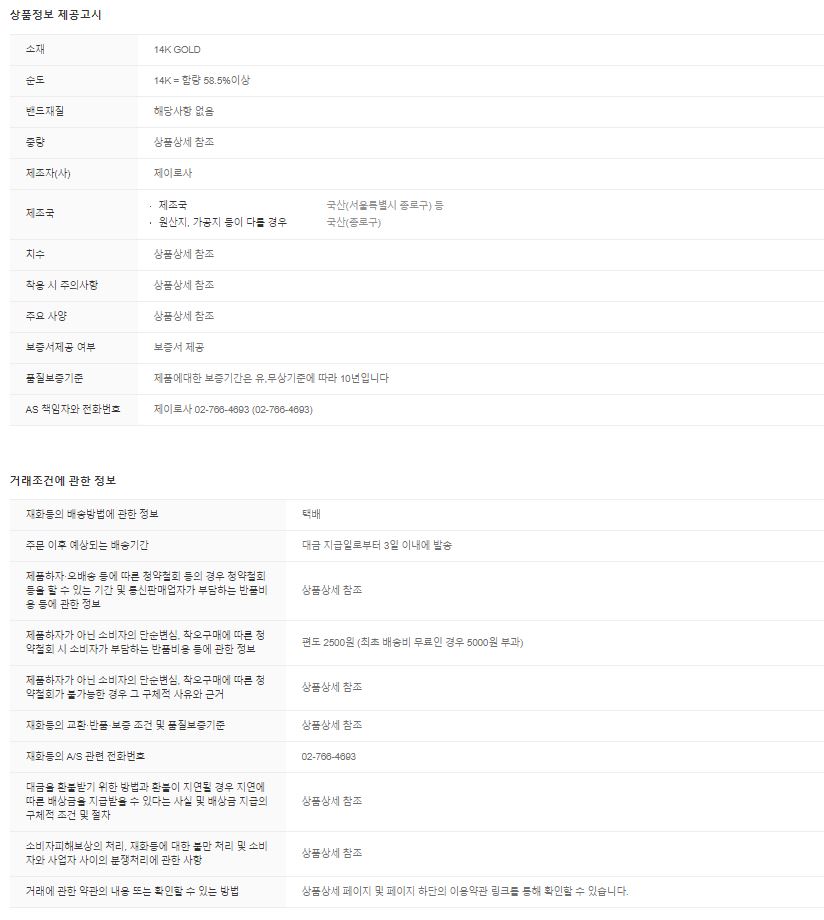 상품정보 제공고시
소재 14K GOLD
순도 14K = 함량 58.5%이상
밴드재질 해당사항 없음
중량 상품상세 참조
제조자(사) 제이로사
제조국
· 제조국 국산(서울특별시 종로구) 등
· 원산지, 가공지 등이 다를 경우 국산(종로구)
치수 상품상세 참조
착용 시 주의사항 상품상세 참조
주요 사양 상품상세 참조
보증서제공 여부 보증서 제공
품질보증기준 제품에대한 보증기간은 유,무상기준에 따라 10년입니다
AS 책임자와 전화번호 제이로사 02-766-4693 (02-766-4693)
거래조건에 관한 정보
재화등의 배송방법에 관한 정보 택배
주문 이후 예상되는 배송기간 대금 지급일로부터 3일 이내에 발송
제품하자·오배송 등에 따른 청약철회 등의 경우 청약철회
등을 할 수 있는 기간 및 통신판매업자가 부담하는 반품비
용 등에 관한 정보
상품상세 참조
제품하자가 아닌 소비자의 단순변심, 착오구매에 따른 청
약철회 시 소비자가 부담하는 반품비용 등에 관한 정보
편도 2500원 (최초 배송비 무료인 경우 5000원 부과)
제품하자가 아닌 소비자의 단순변심, 착오구매에 따른 청
약철회가 불가능한 경우 그 구체적 사유와 근거
상품상세 참조
재화등의 교환·반품·보증 조건 및 품질보증기준 상품상세 참조
재화등의 A/S 관련 전화번호 02-766-4693
대금을 환불받기 위한 방법과 환불이 지연될 경우 지연에
따른 배상금을 지급받을 수 있다는 사실 및 배상금 지급의
구체적 조건 및 절차
상품상세 참조
소비자피해보상의 처리, 재화등에 대한 불만 처리 및 소비
자와 사업자 사이의 분쟁처리에 관한 사항
상품상세 참조
거래에 관한 약관의 내용 또는 확인할 수 있는 방법 상품상세 페이지 및 페이지 하단의 이용약관 링크를 통해 확인할 수 있습니다.